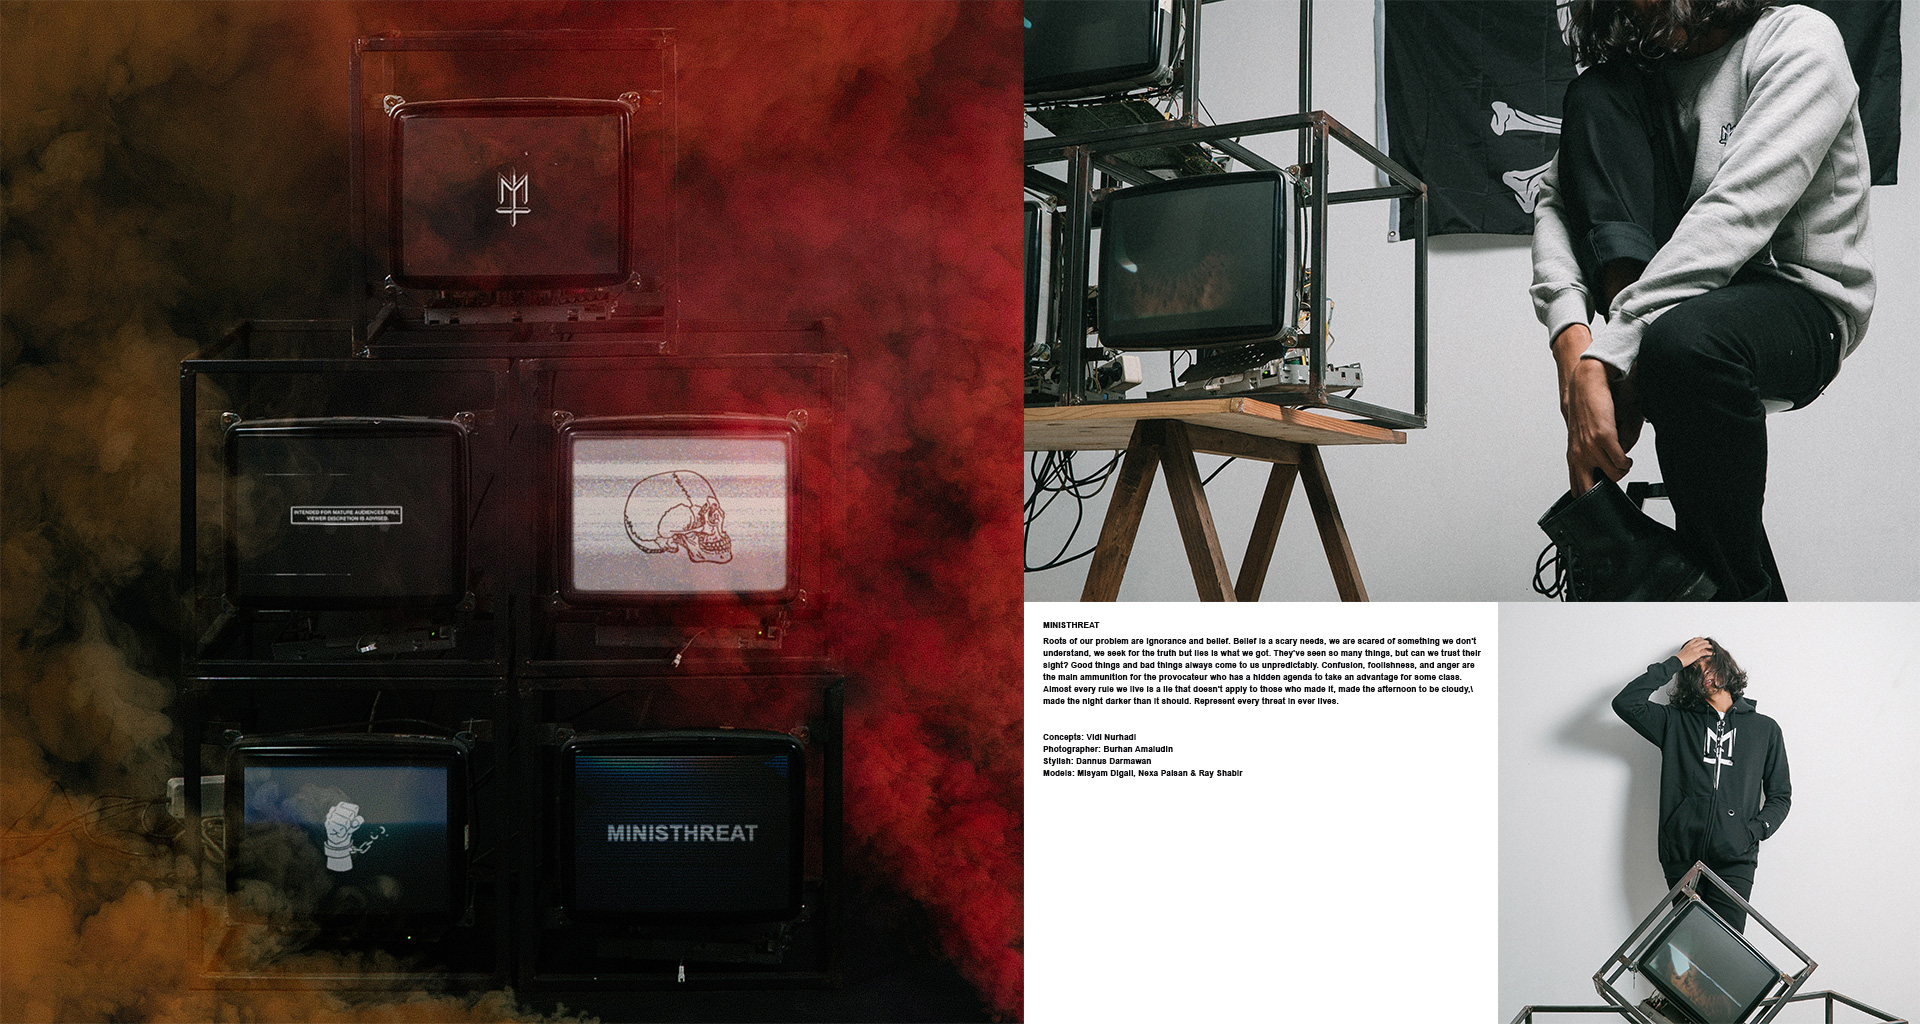 INTENDED FOR MATURE AUDIENCES ONLY,
VIEWER DISCRETION IS ADVISED.
MINISTHREAT
MINISTHREAT
Roots of our problem are ignorance and belief. Belief is a scary needs, we are scared of something we don't
understand, we seek for the truth but lies is what we got. They've seen so many things, but can we trust their
sight? Good things and bad things always come to us unpredictably. Confusion, foolishness, and anger are
the main ammunition for the provocateur who has a hidden agenda to take an advantage for some class.
Almost every rule we live is a lie that doesn't apply to those who made it, made the afternoon to be cloudy,\
made the night darker than it should. Represent every threat in ever lives.
Concepts: Vidi Nurhadi
Photographer: Burhan Amaludin
Stylish: Dannus Darmawan
Models: Misyam Digali, Nexa Paisan & Ray Shabir